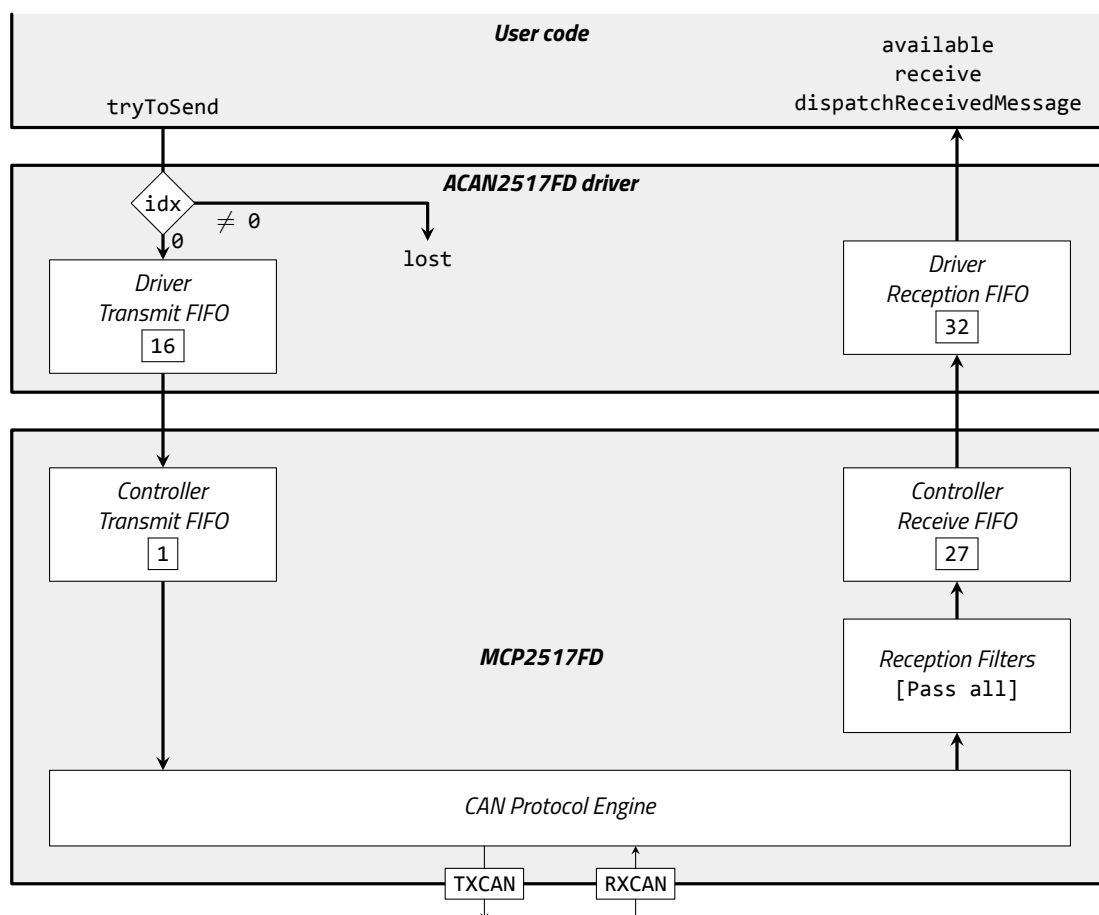 User code
available
receive
dispatchReceivedMessage
tryToSend
ACAN2517FD driver
idx
≠ 0
0
lost
Driver
Transmit FIFO
16
Driver
Reception FIFO
32
Controller
Transmit FIFO
1
Controller
Receive FIFO
27
MCP2517FD
Reception Filters
[Pass all]
CAN Protocol Engine
TXCAN
RXCAN